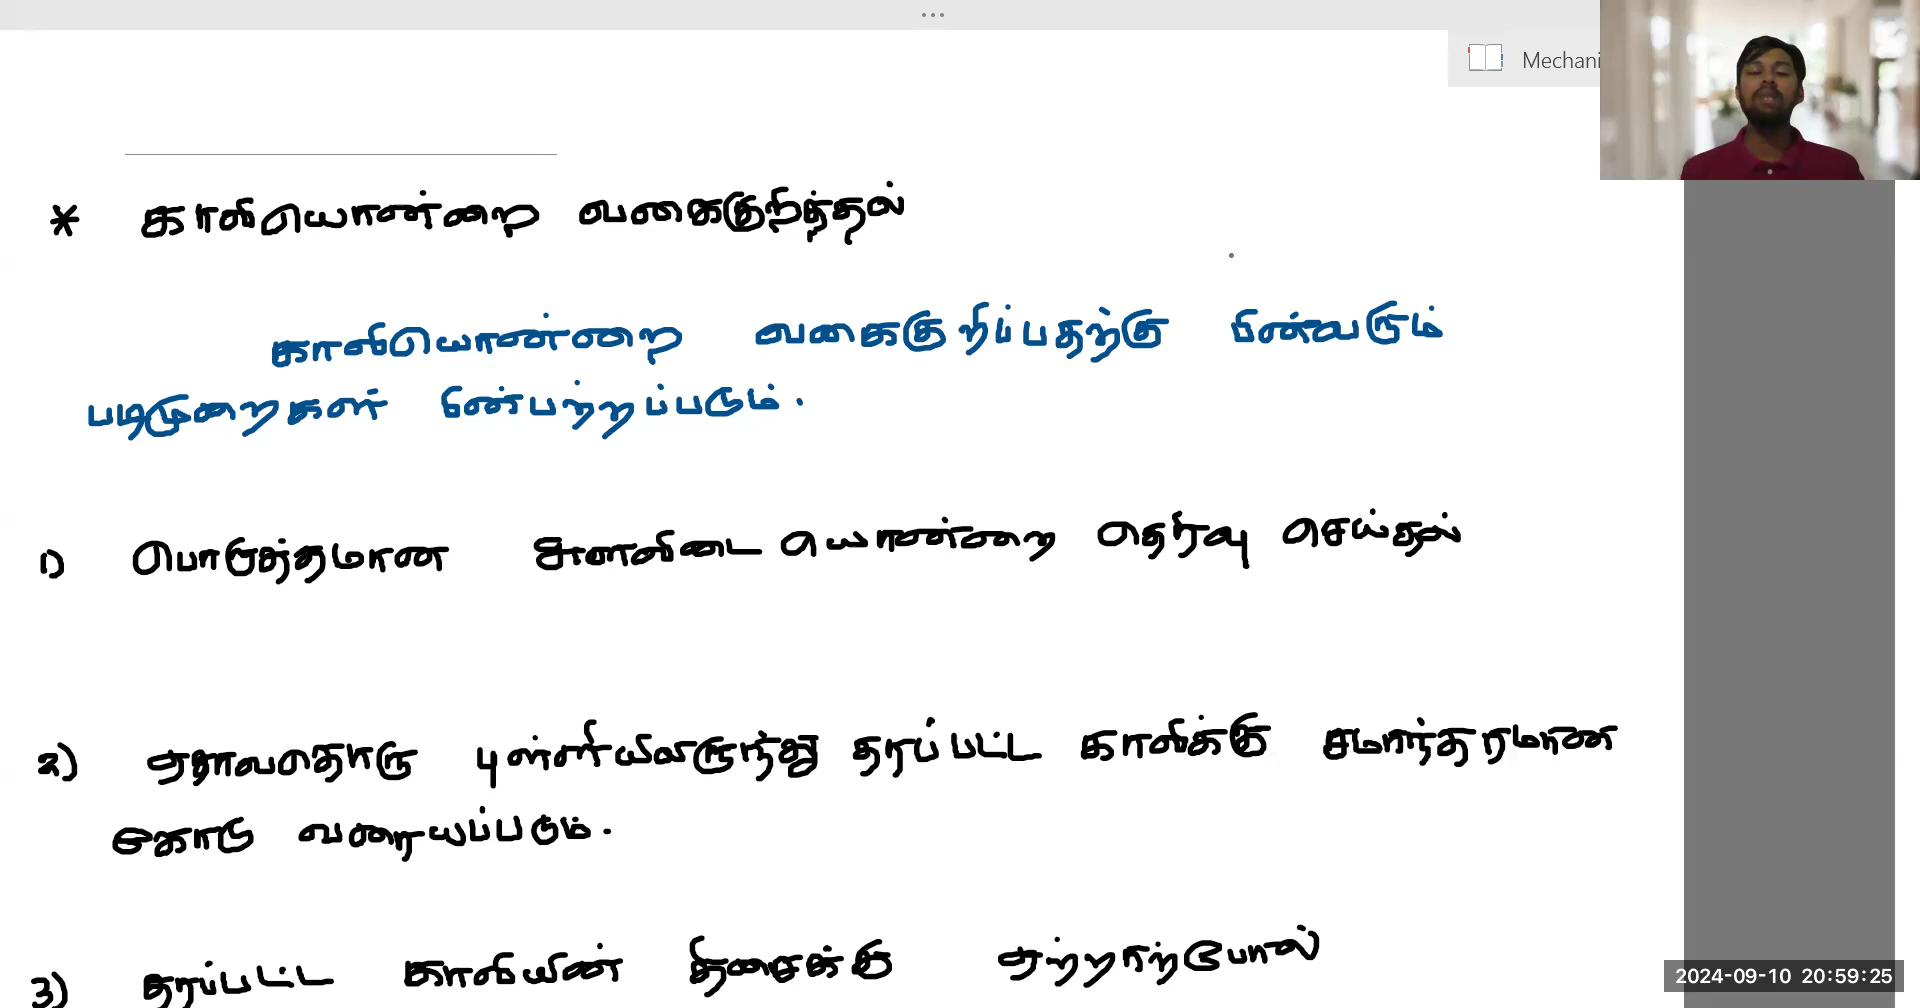 Mechani
* காவியொன்றை வகைகுறித்தல்
காவியொன்றை வகைகுறிப்பதற்கு பின்வரும்
படிமுறைகள் பின்பற்றப்படும்.
1) பொருத்தமான அளவிடை யொன்றை தெரிவு செய்தல்
2) ஏதாவதொரு புள்ளியிலிருந்து தரப்பட்ட காவிக்கு சமாந்தரமான
கோடு வரையப்படும்.
3) தரப்பட்ட காவியின் திசைக்கு ஏற்றாற்போல்
2024-09-10 20:59:25